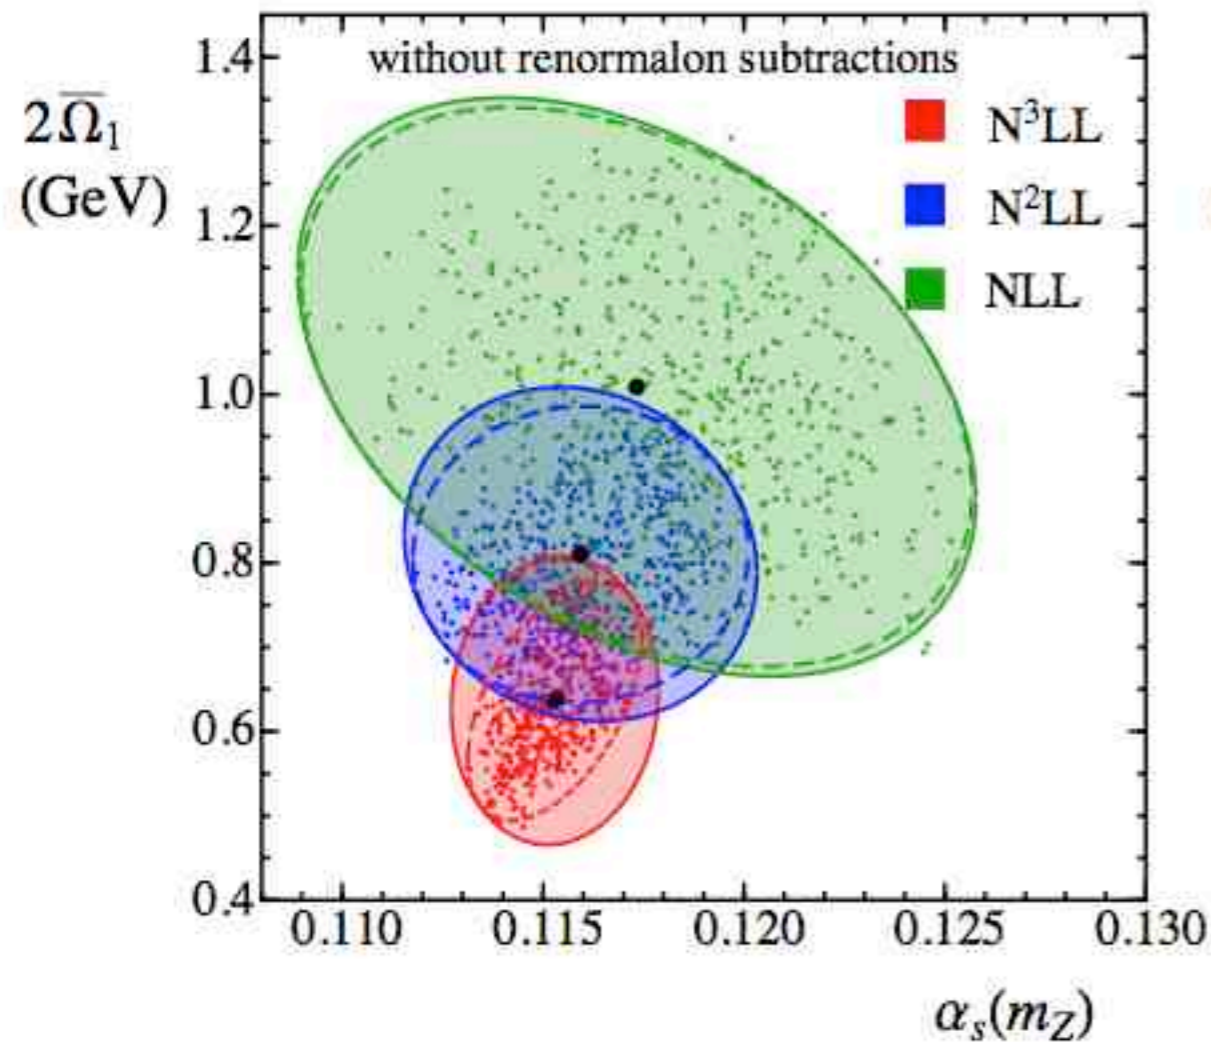 without renormalon subtractions
2Ω̅₁
(GeV)
N³LL
N²LL
NLL
1.4
1.2
1.0
0.8
0.6
0.4
0.110 0.115 0.120 0.125 0.130
αₛ(m_Z)